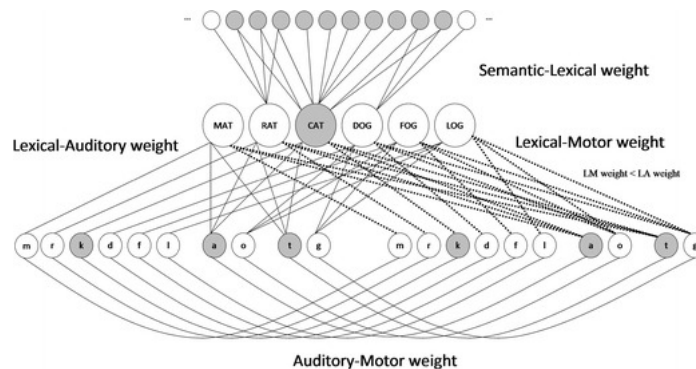 ... ...
Semantic-Lexical weight
MAT RAT CAT DOG FOG LOG
Lexical-Auditory weight
Lexical-Motor weight
LM weight < LA weight
m r k d f l a o t g m r k d f l a o t g
Auditory-Motor weight